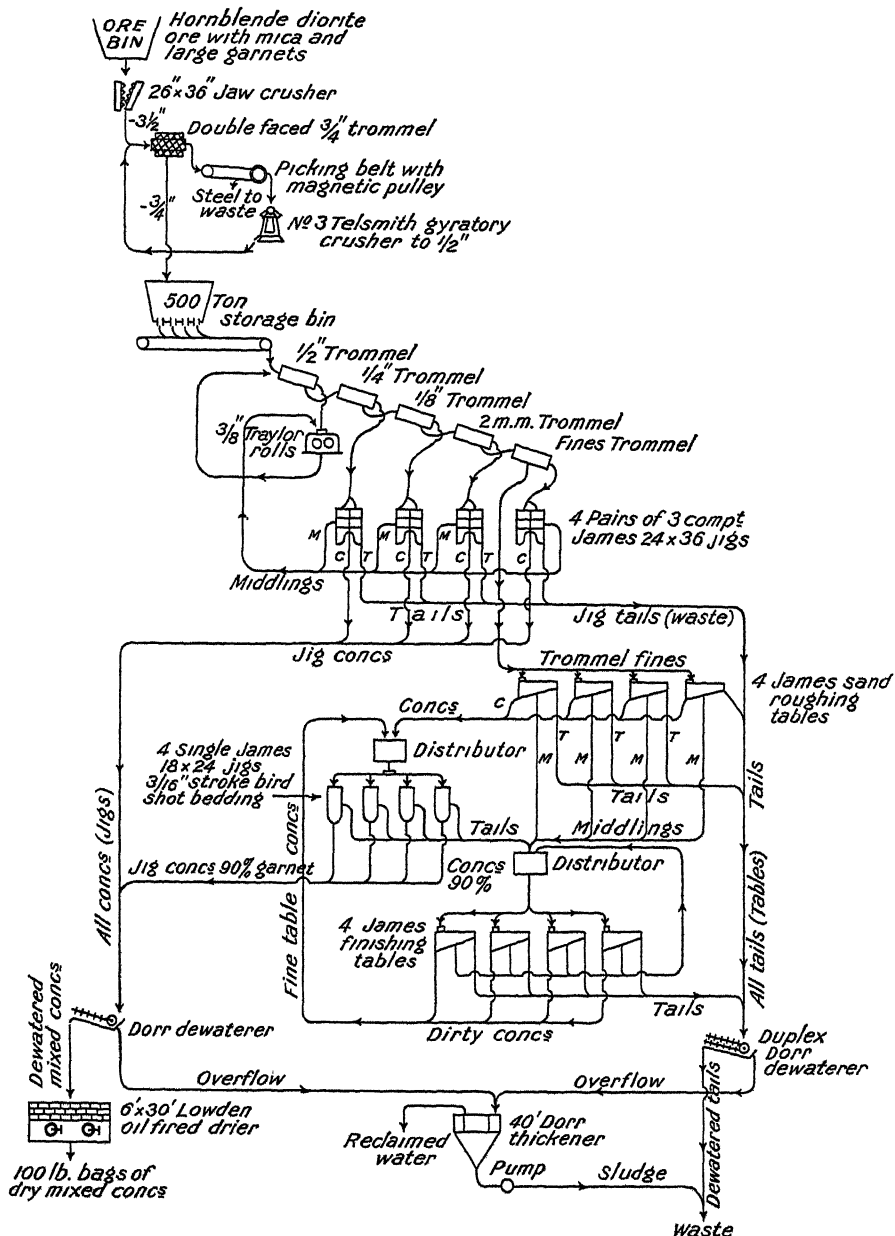 ORE
BIN
Hornblende diorite
ore with mica and
large garnets
26"x36" Jaw crusher
-3½"
Double faced ¾" trommel
Picking belt with
magnetic pulley
Steel to
waste
-¾"
Nº 3 Telsmith gyratory
crusher to ½"
500 Ton
storage bin
½" Trommel
¼" Trommel
⅛" Trommel
2 m.m. Trommel
Fines Trommel
⅜" Traylor
rolls
4 Pairs of 3 compt
James 24 x 36 jigs
M
C
T
M
C
T
M
C
T
C
T
Middlings
Tails
Jig tails (waste)
Jig concs
Trommel fines
4 James sand
roughing
tables
C
Concs
T
T
T
M
M
M
M
Tails
Tails
4 Single James
18 x 24 jigs
3/16" stroke bird
shot bedding
Distributor
Tails
Middlings
Jig concs 90% garnet
Concs
90%
Distributor
All concs (Jigs)
Fine table concs
4 James
finishing
tables
All tails (Tables)
Tails
Dirty concs
Dewatered
mixed concs
Dorr dewaterer
Duplex
Dorr
dewaterer
Overflow
Overflow
6'x30' Lowden
oil fired drier
Reclaimed
water
40' Dorr
thickener
Pump
Sludge
Dewatered tails
100 lb. bags of
dry mixed concs
Waste